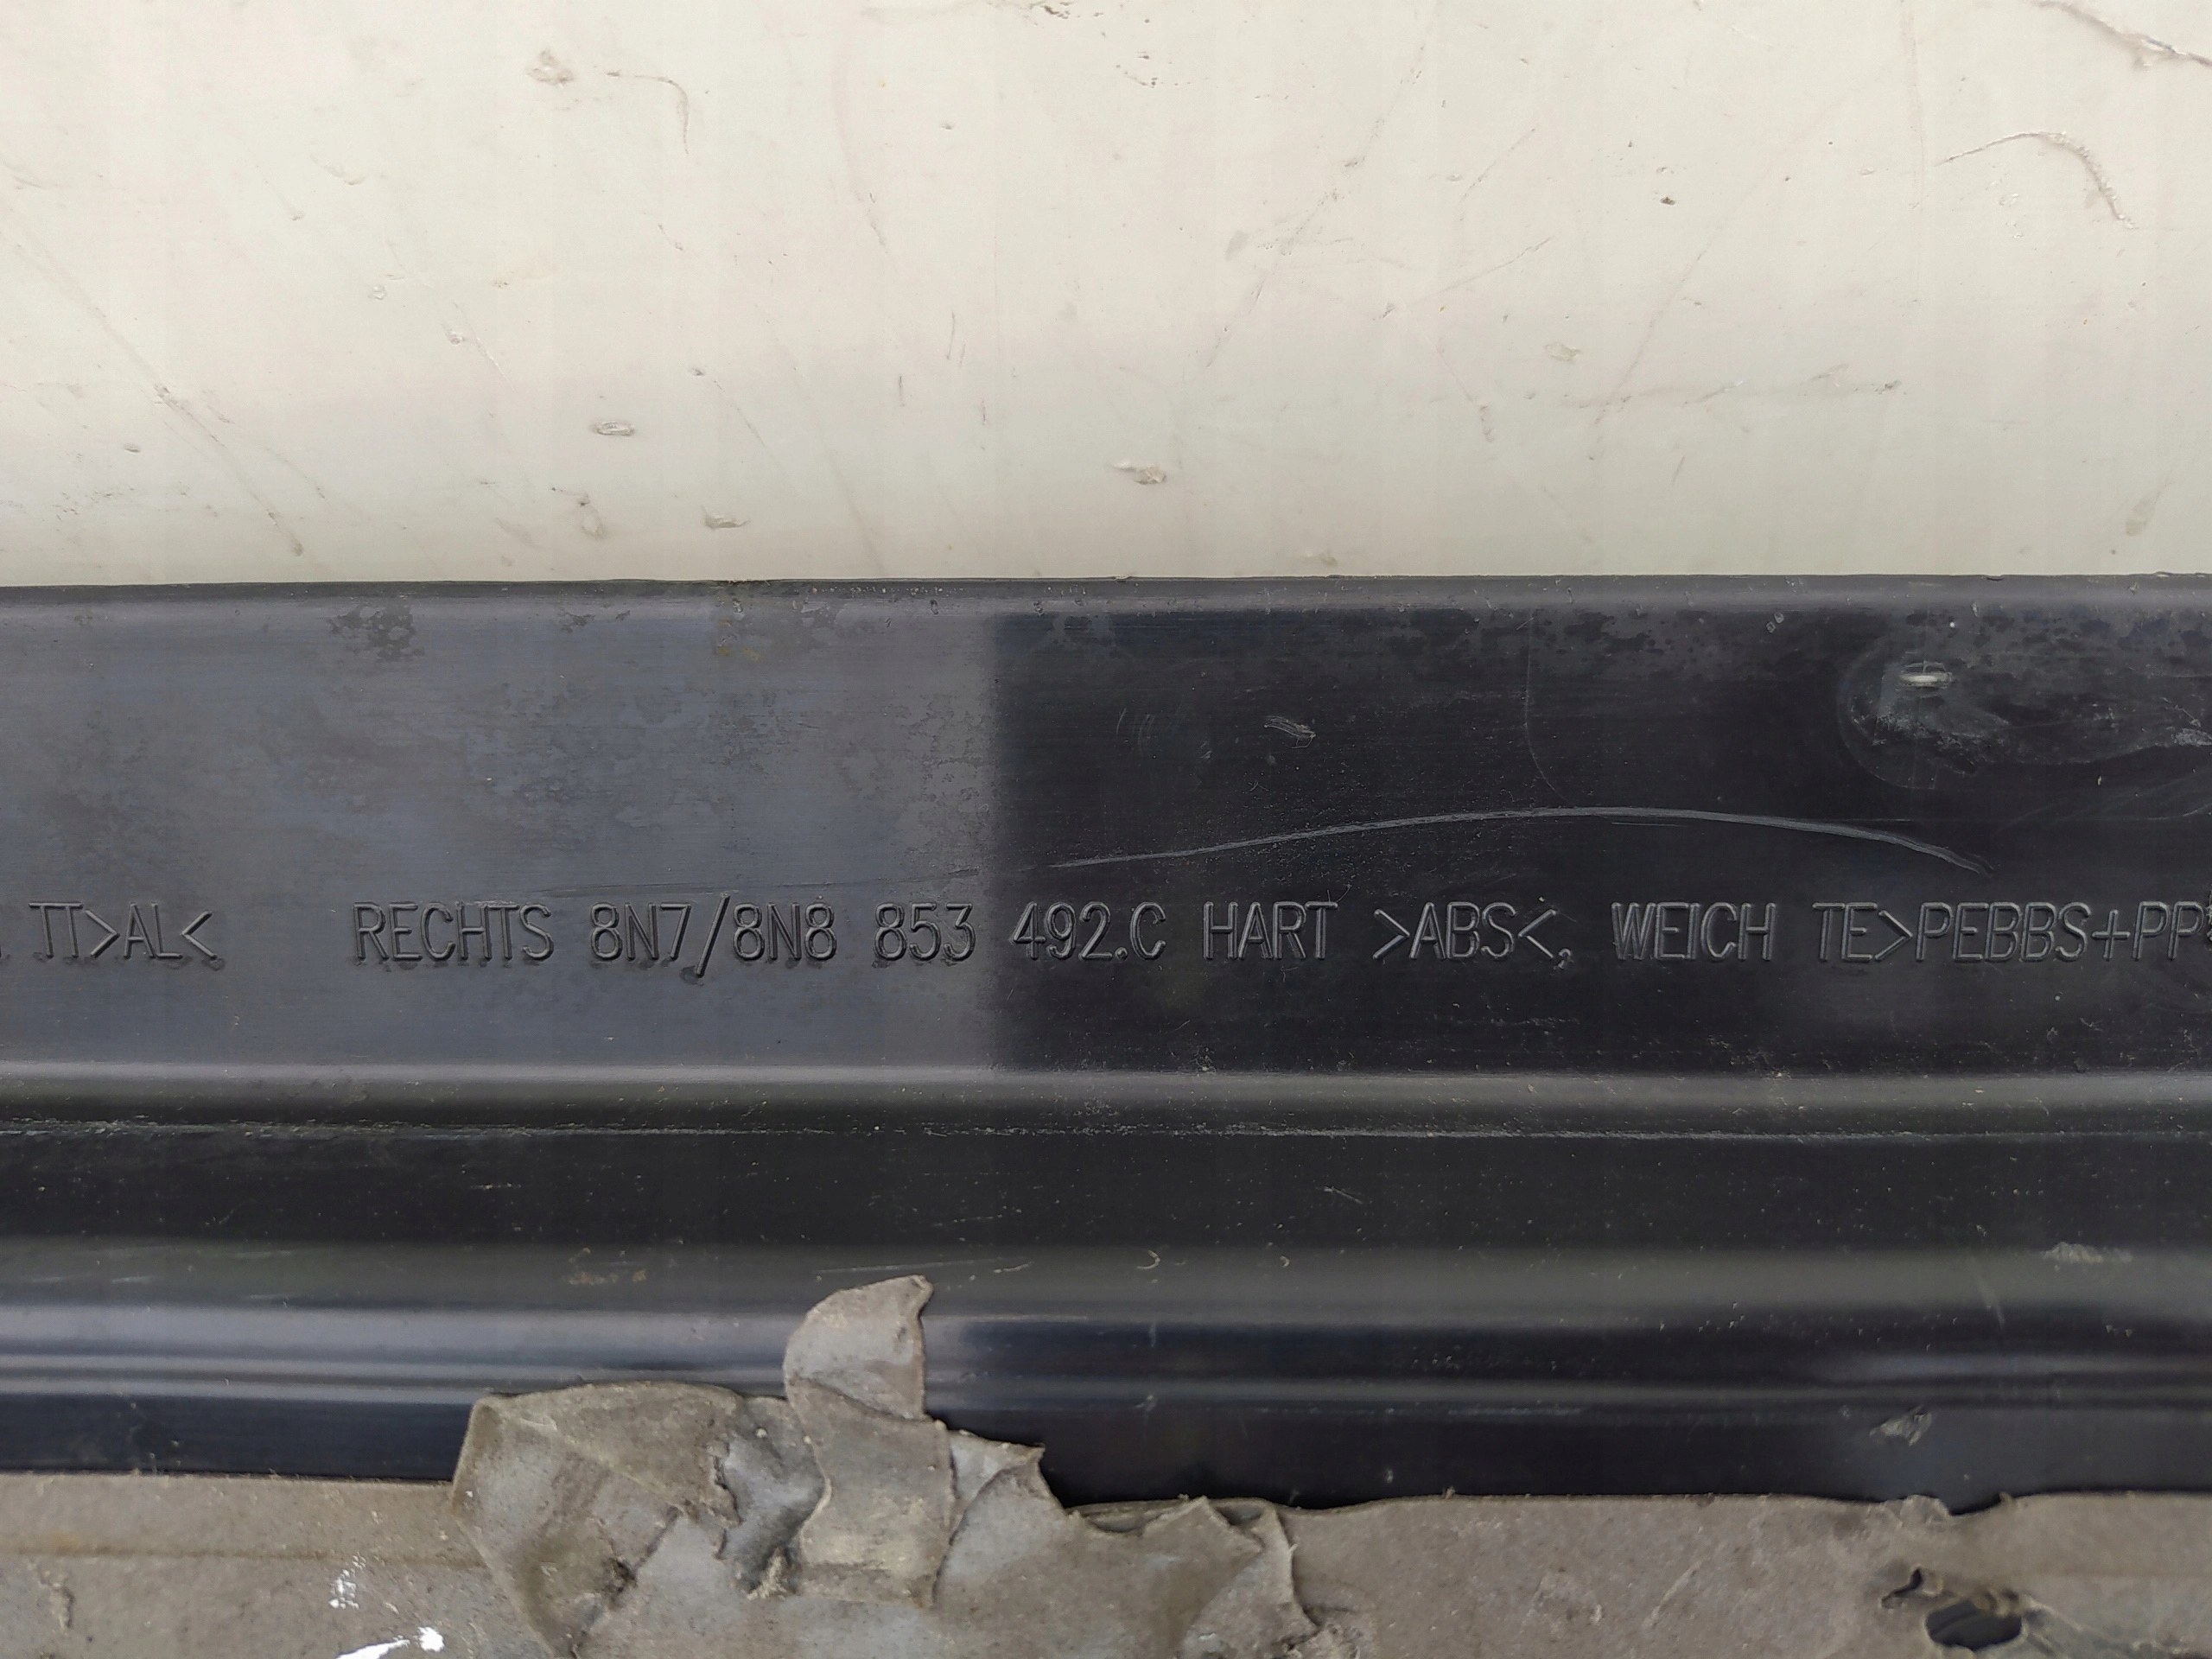 TT>AL< RECHTS 8N7/8N8 853 492.C HART >ABS<, WEICH TE>PEBBS+PP